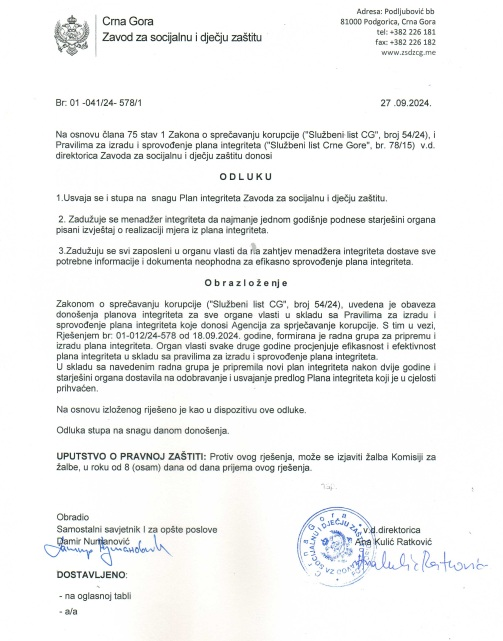 Crna Gora
Zavod za socijalnu i dječju zaštitu
Adresa: Podljubović bb
81000 Podgorica, Crna Gora
tel: +382 226 181
fax: +382 226 182
www.zsdzcg.me
Br: 01 -041/24- 578/1
27 .09.2024.
Na osnovu člana 75 stav 1 Zakona o sprečavanju korupcije ("Službeni list CG", broj 54/24), i
Pravilima za izradu i sprovođenje plana integriteta ("Službeni list Crne Gore", br. 78/15) v.d.
direktorica Zavoda za socijalnu i dječju zaštitu donosi
O D L U K U
1.Usvaja se i stupa na snagu Plan integriteta Zavoda za socijalnu i dječju zaštitu.
2. Zadužuje se menadžer integriteta da najmanje jednom godišnje podnese starješini organa
pisani izvještaj o realizaciji mjera iz plana integriteta.
3.Zadužuju se svi zaposleni u organu vlasti da na zahtjev menadžera integriteta dostave sve
potrebne informacije i dokumenta neophodna za efikasno sprovođenje plana integriteta.
O b r a z l o ž e nj e
Zakonom o sprečavanju korupcije ("Službeni list CG, broj 54/24), uvedena je obaveza
donošenja planova integriteta za sve organe vlasti u skladu sa Pravilima za izradu i
sprovođenje plana integriteta koje donosi Agencija za sprječavanje korupcije. S tim u vezi,
Rješenjem br: 01-012/24-578 od 18.09.2024. godine, formirana je radna grupa za pripremu i
izradu plana integriteta. Organ vlasti svake druge godine procjenjuje efikasnost i efektivnost
plana integriteta u skladu sa pravilima za izradu i sprovođenje plana integriteta.
U skladu sa navedenim radna grupa je pripremila novi plan integriteta nakon dvije godine i
starješini organa dostavila na odobravanje i usvajanje predlog Plana integriteta koji je u cjelosti
prihvaćen.
Na osnovu izloženog riješeno je kao u dispozitivu ove odluke.
Odluka stupa na snagu danom donošenja.
UPUTSTVO O PRAVNOJ ZAŠTITI: Protiv ovog rješenja, može se izjaviti žalba Komisiji za
žalbe, u roku od 8 (osam) dana od dana prijema ovog rješenja.
Obradio
Samostalni savjetnik I za opšte poslove
Damir Nurmanović
v.d.direktorica
Ana Kulić Ratković
DOSTAVLJENO:
- na oglasnoj tabli
- a/a